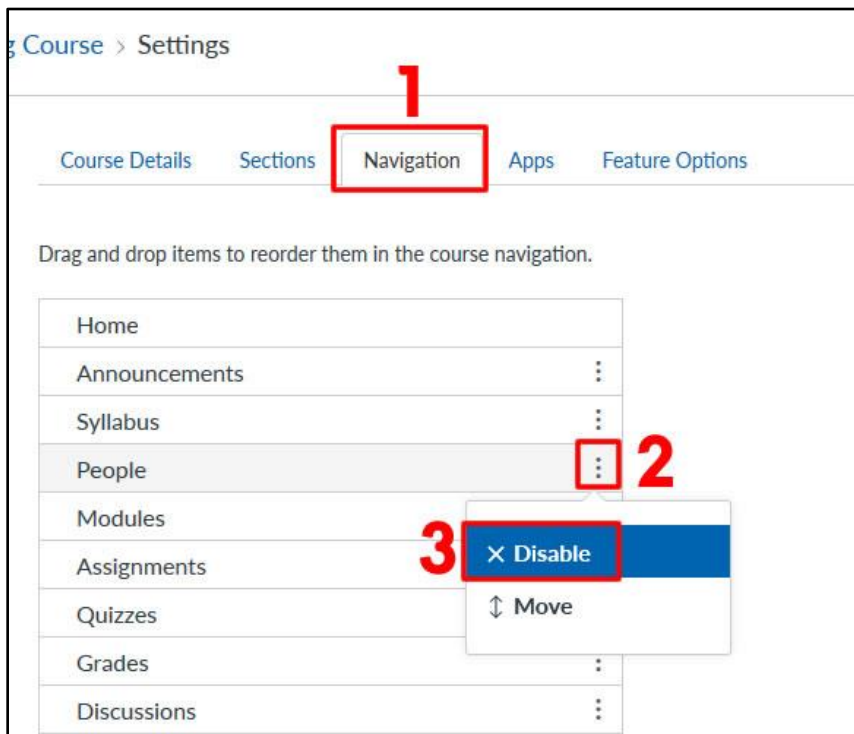 g Course > Settings
1
Course Details Sections Navigation Apps Feature Options
Drag and drop items to reorder them in the course navigation.
Home
Announcements
Syllabus
People
2
Modules
3
Disable
Assignments
Move
Quizzes
Grades
Discussions